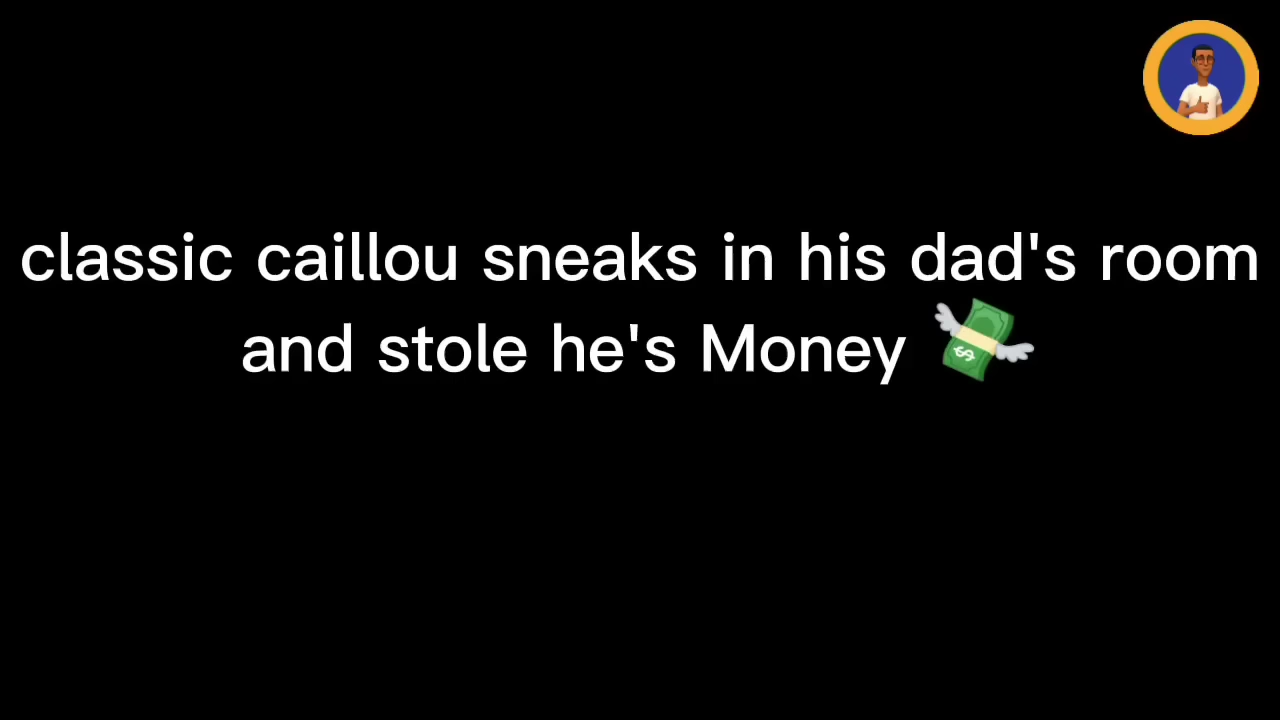 classic caillou sneaks in his dad's room
and stole he's Money 💸